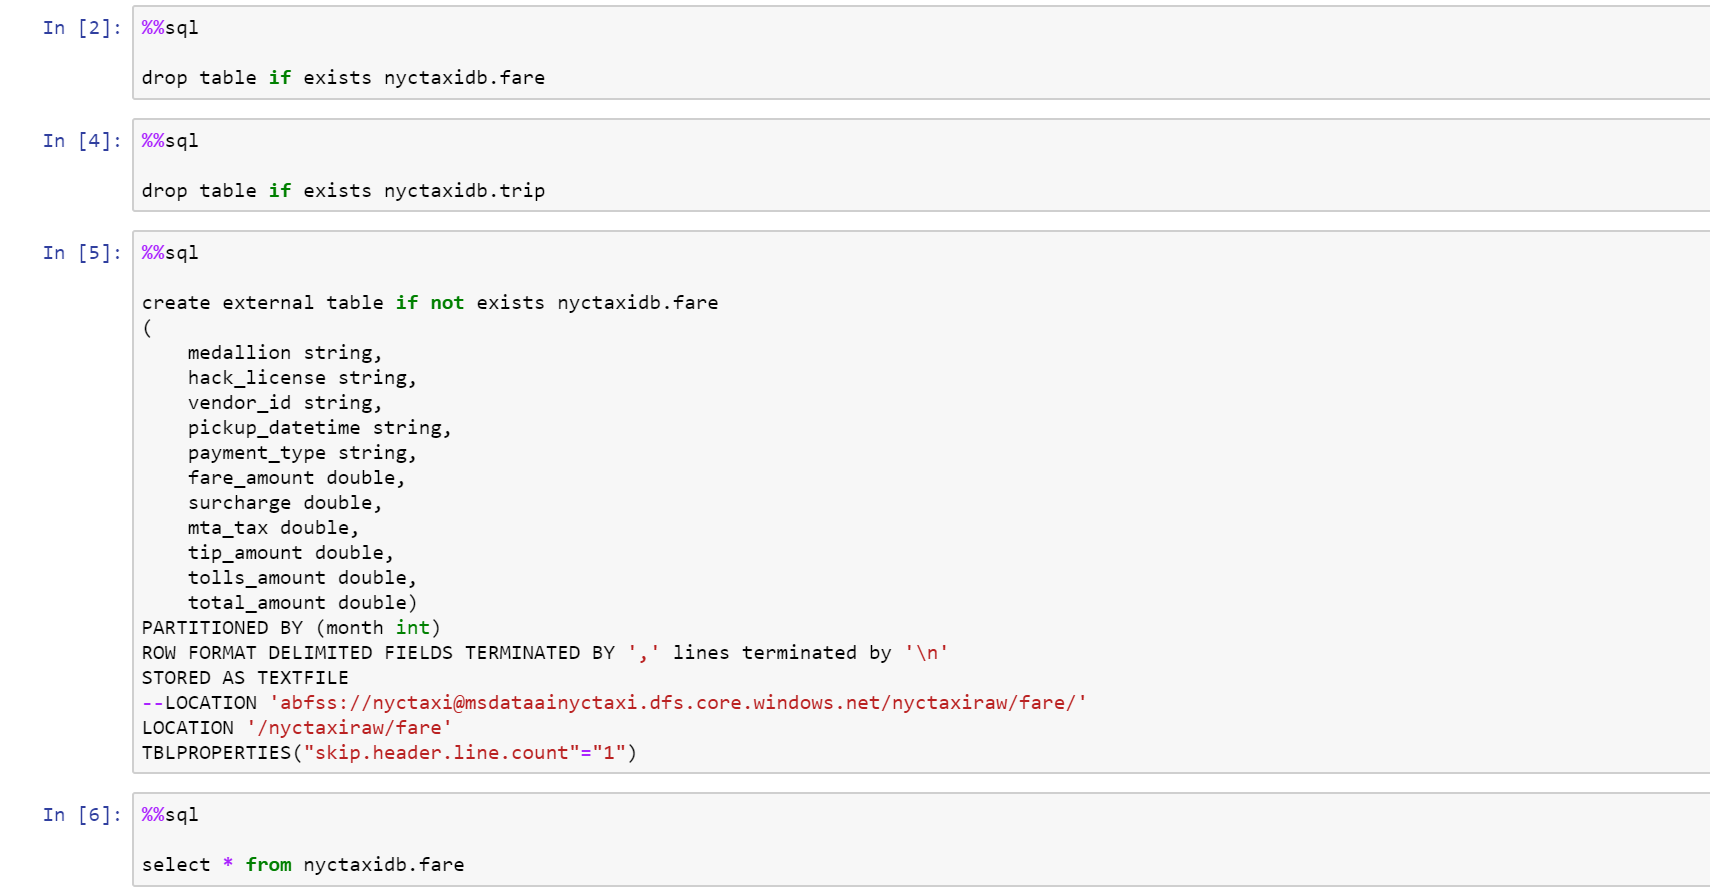 In [2]: %%sql
drop table if exists nyctaxidb.fare
In [4]: %%sql
drop table if exists nyctaxidb.trip
In [5]: %%sql
create external table if not exists nyctaxidb.fare
(
medallion string,
hack_license string,
vendor_id string,
pickup_datetime string,
payment_type string,
fare_amount double,
surcharge double,
mta_tax double,
tip_amount double,
tolls_amount double,
total_amount double)
PARTITIONED BY (month int)
ROW FORMAT DELIMITED FIELDS TERMINATED BY ',' lines terminated by '\n'
STORED AS TEXTFILE
--LOCATION 'abfss://nyctaxi@msdataainyctaxi.dfs.core.windows.net/nyctaxiraw/fare/'
LOCATION '/nyctaxiraw/fare'
TBLPROPERTIES("skip.header.line.count"="1")
In [6]: %%sql
select * from nyctaxidb.fare